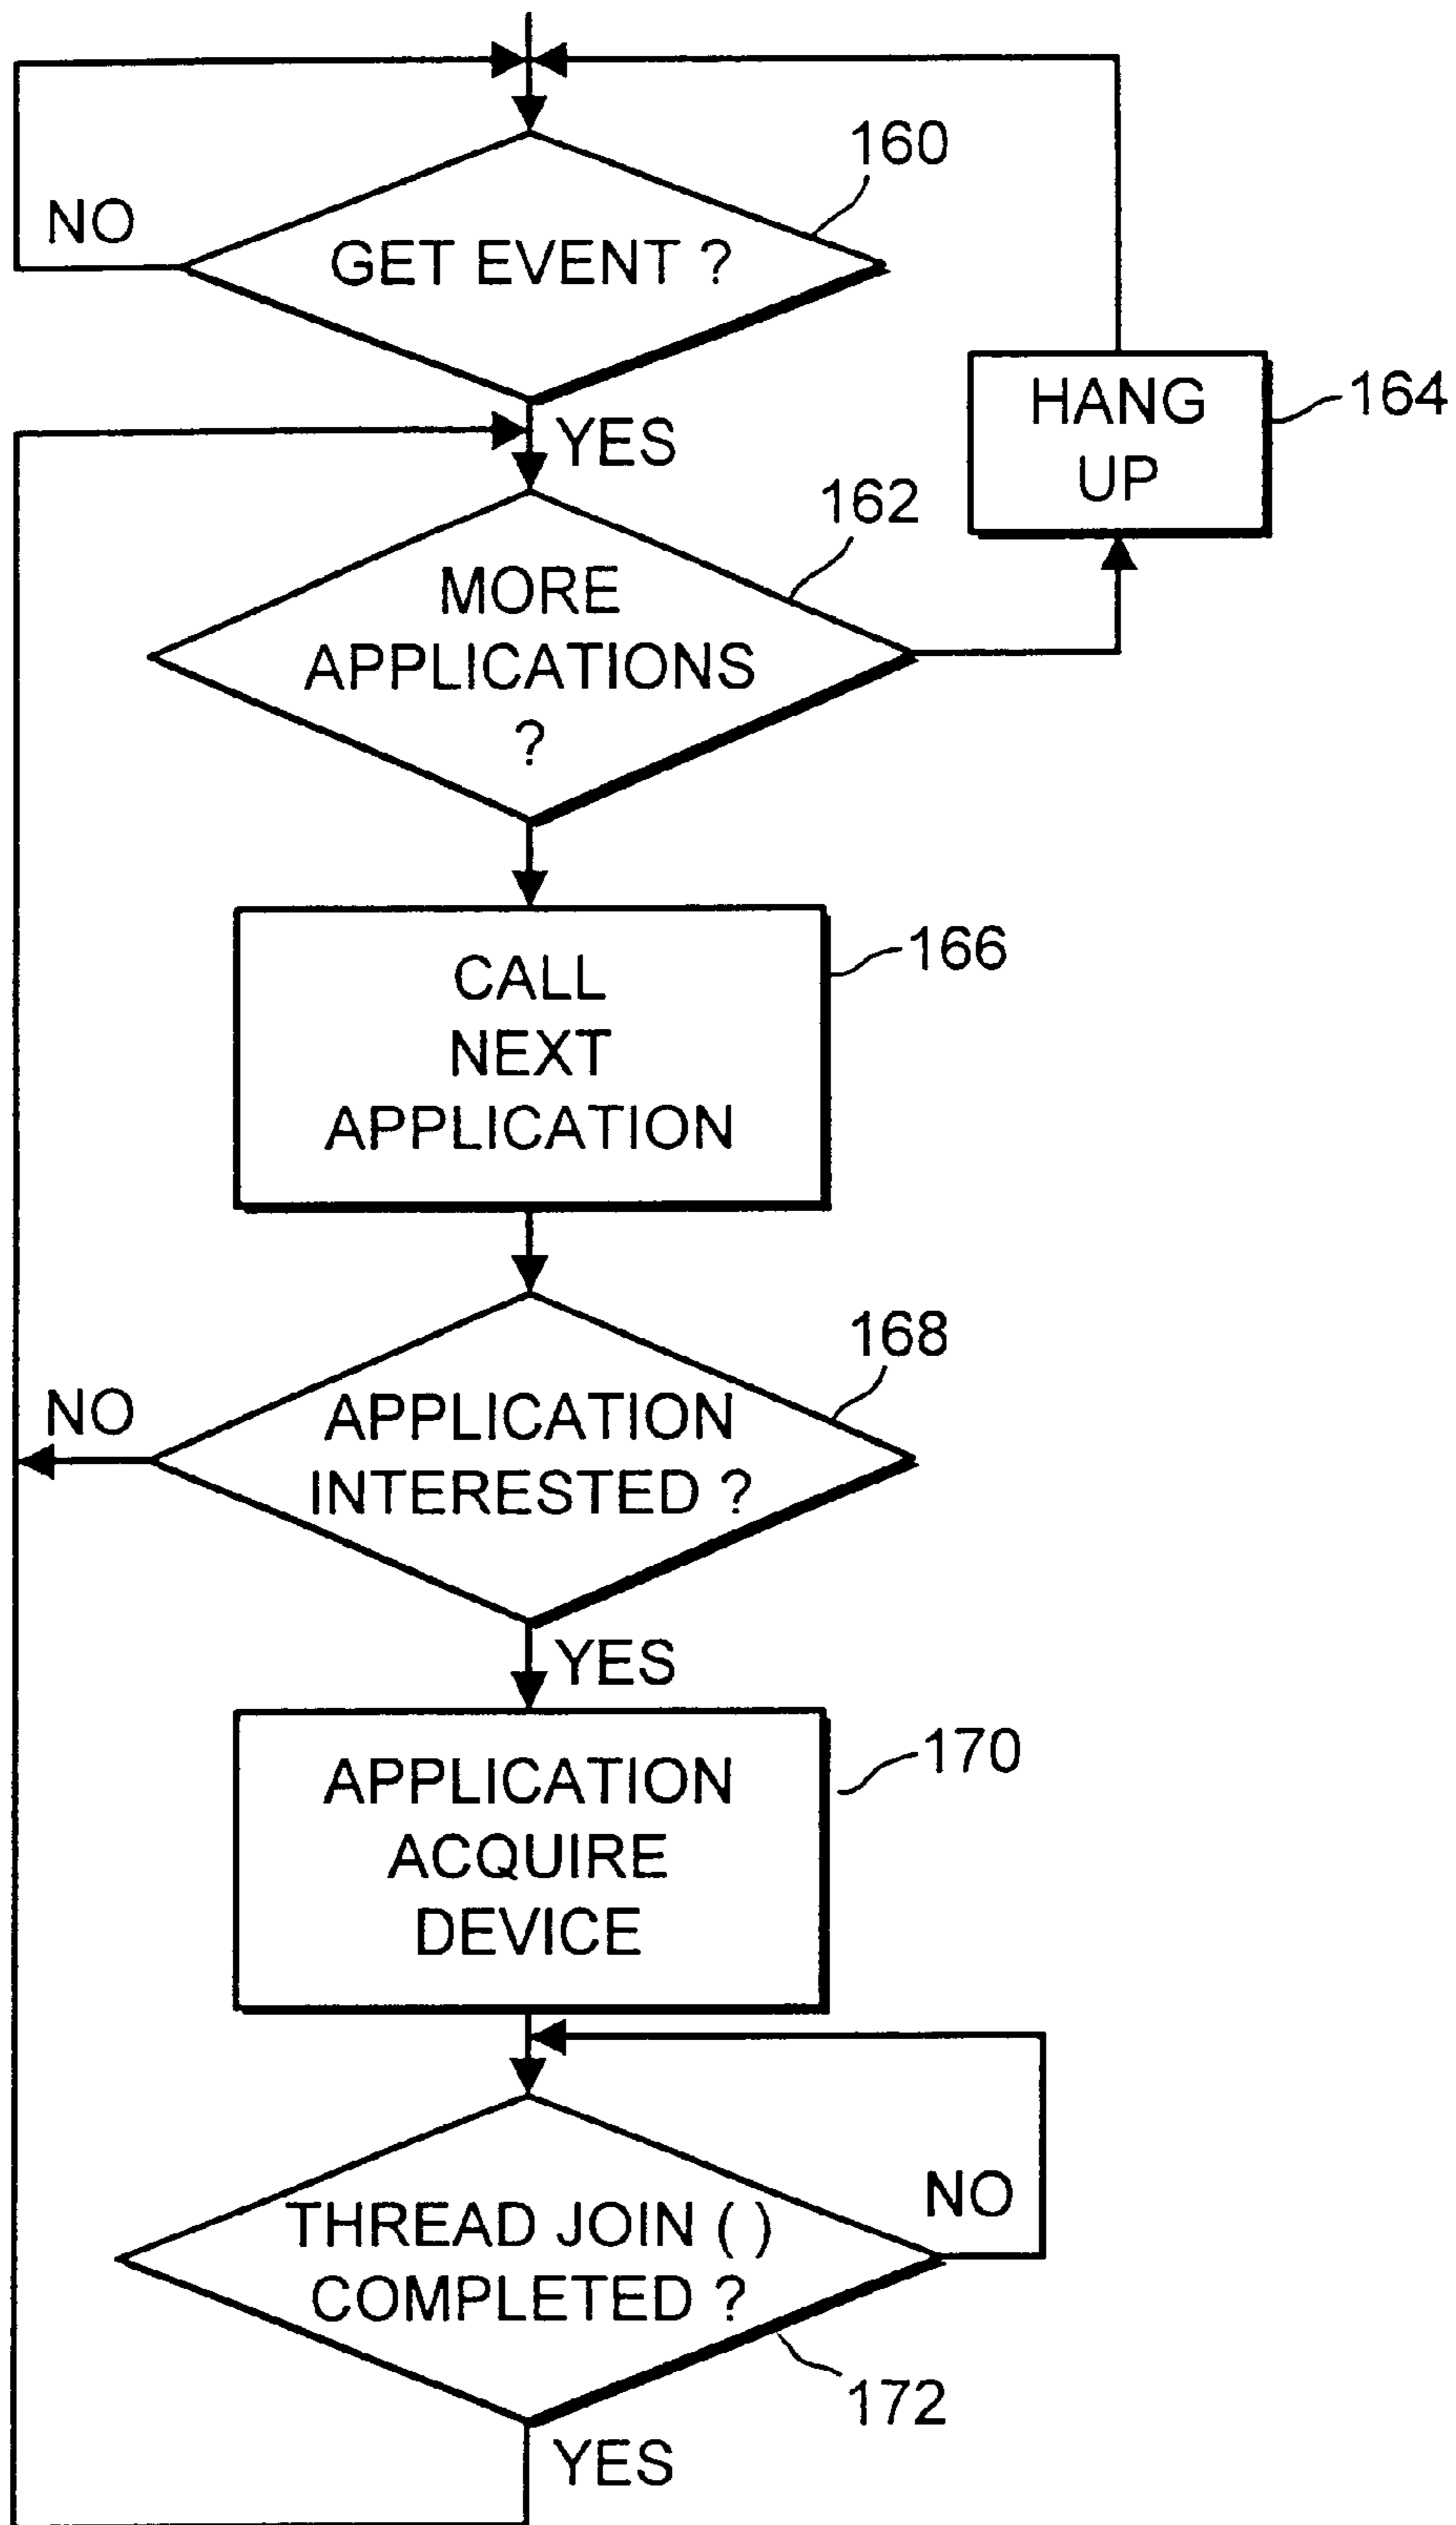 160
NO
GET EVENT ?
HANG
UP
164
YES
162
MORE
APPLICATIONS
?
166
CALL
NEXT
APPLICATION
168
NO
APPLICATION
INTERESTED ?
YES
170
APPLICATION
ACQUIRE
DEVICE
NO
THREAD JOIN ( )
COMPLETED ?
172
YES